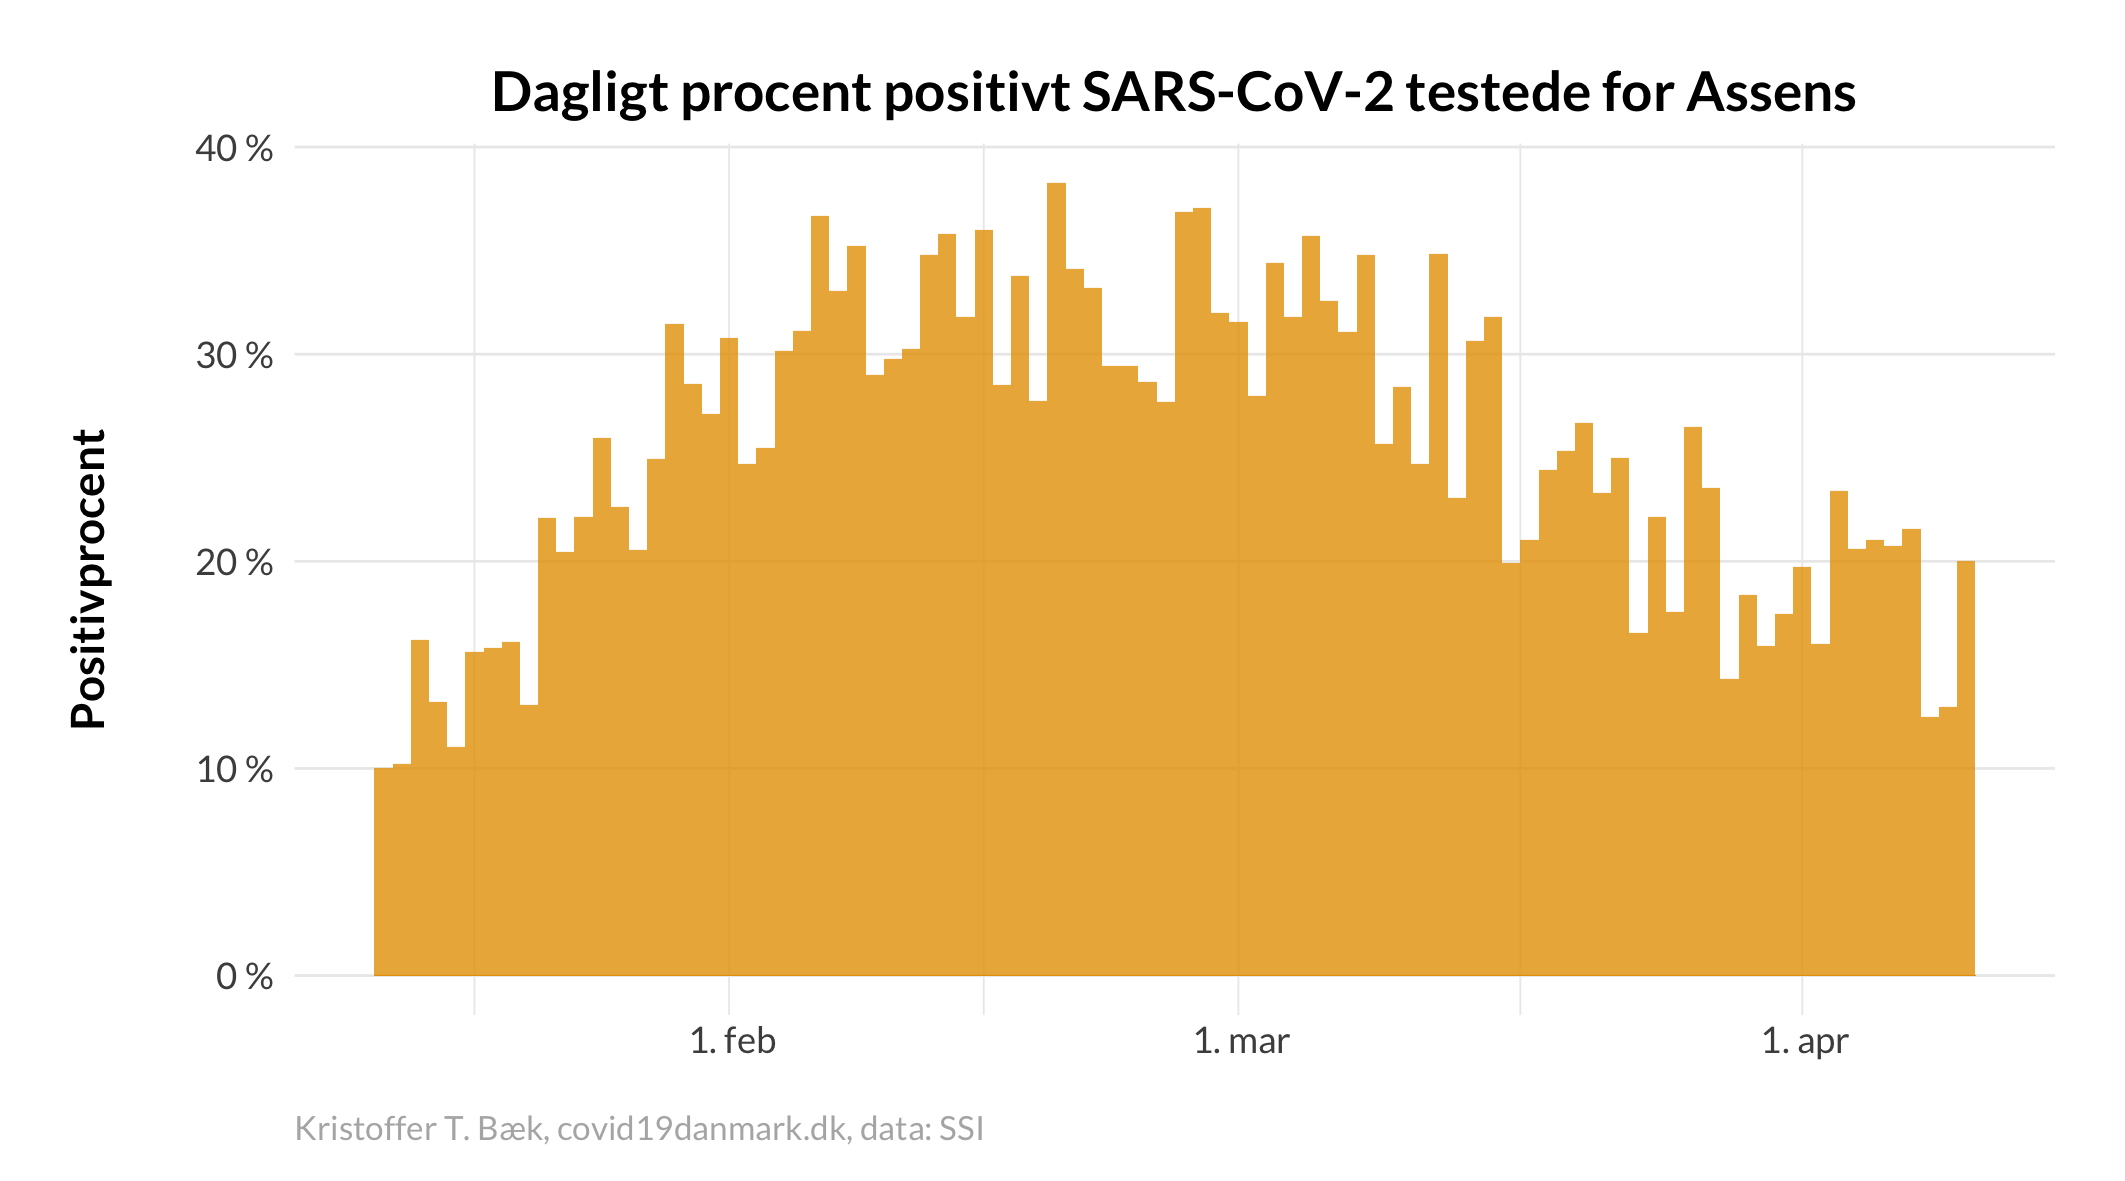 Dagligt procent positivt SARS-CoV-2 testede for Assens
Positivprocent
40 %
30 %
20 %
10 %
0 %
1. feb
1. mar
1. apr
Kristoffer T. Bæk, covid19danmark.dk, data: SSI